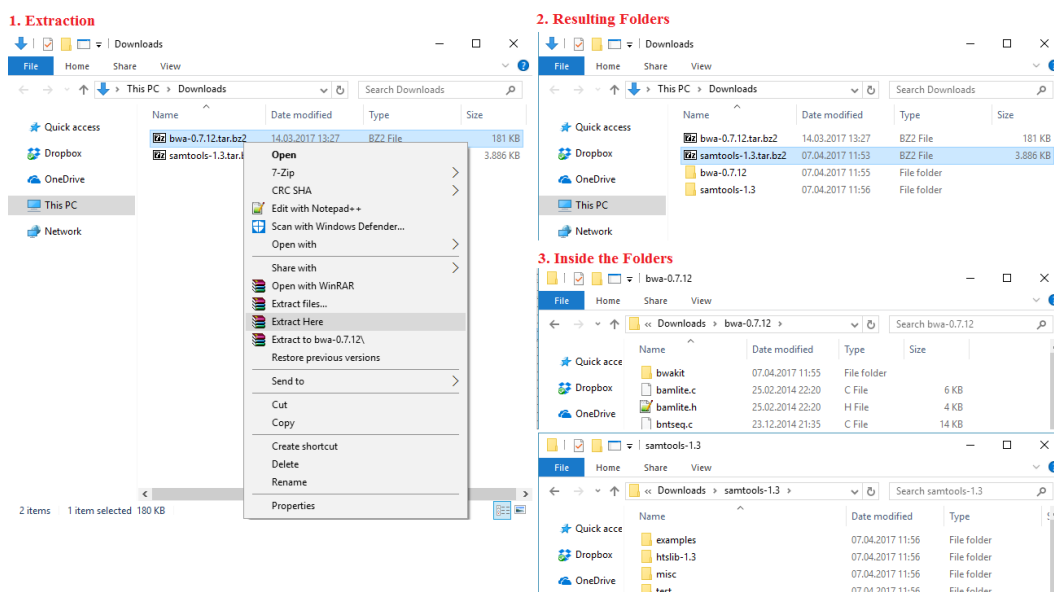 1. Extraction
Downloads
File Home Share View
This PC > Downloads Search Downloads
Name Date modified Type Size
Quick access
Dropbox
OneDrive
This PC
Network
bwa-0.7.12.tar.bz2 14.03.2017 13:27 BZ2 File 181 KB
samtools-1.3.tar.b 3.886 KB
Open
7-Zip
CRC SHA
Edit with Notepad++
Scan with Windows Defender...
Open with
Share with
Open with WinRAR
Extract files...
Extract Here
Extract to bwa-0.7.12\
Restore previous versions
Send to
Cut
Copy
Create shortcut
Delete
Rename
Properties
2 items 1 item selected 180 KB
2. Resulting Folders
Downloads
File Home Share View
This PC > Downloads Search Downloads
Name Date modified Type Size
Quick access
Dropbox
OneDrive
This PC
Network
bwa-0.7.12.tar.bz2 14.03.2017 13:27 BZ2 File 181 KB
samtools-1.3.tar.bz2 07.04.2017 11:53 BZ2 File 3.886 KB
bwa-0.7.12 07.04.2017 11:55 File folder
samtools-1.3 07.04.2017 11:56 File folder
3. Inside the Folders
bwa-0.7.12
File Home Share View
« Downloads > bwa-0.7.12 > Search bwa-0.7.12
Name Date modified Type Size
Quick acce
Dropbox
OneDrive
bwakit 07.04.2017 11:55 File folder
bamlite.c 25.02.2014 22:20 C File 6 KB
bamlite.h 25.02.2014 22:20 H File 4 KB
bntseq.c 23.12.2014 21:35 C File 14 KB
samtools-1.3
File Home Share View
« Downloads > samtools-1.3 > Search samtools-1.3
Name Date modified Type
Quick acce
Dropbox
OneDrive
examples 07.04.2017 11:56 File folder
htslib-1.3 07.04.2017 11:56 File folder
misc 07.04.2017 11:56 File folder
test 07.04.2017 11:56 File folder